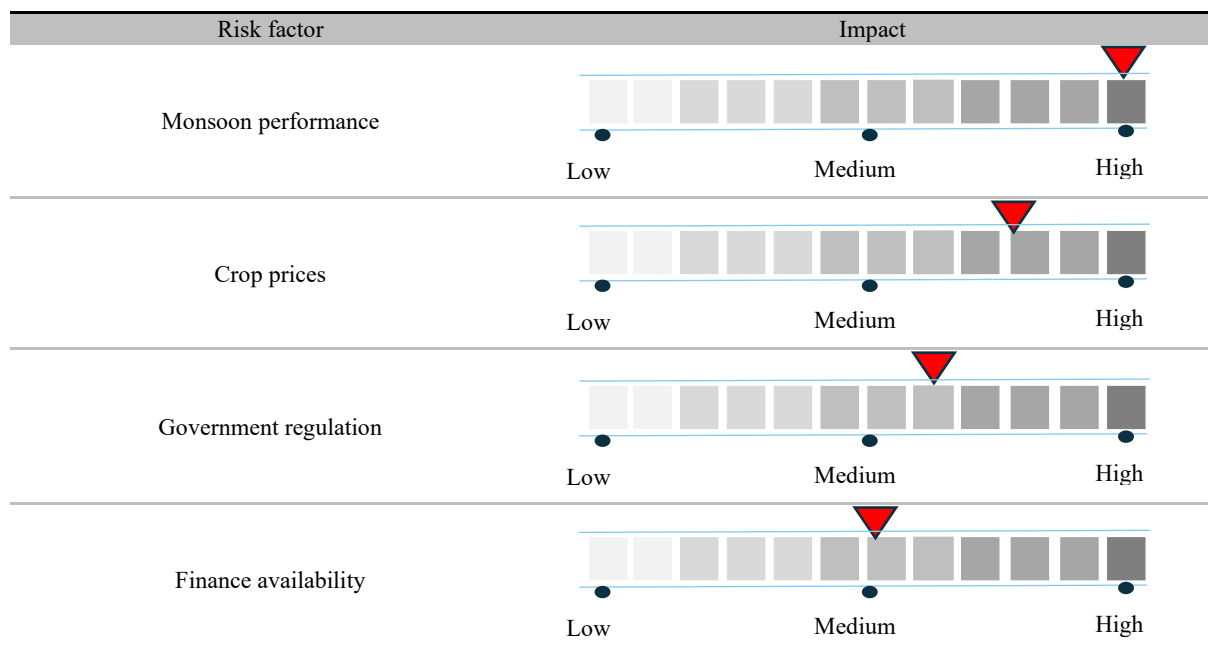 Risk factor Impact
Monsoon performance
Low Medium High
Crop prices
Low Medium High
Government regulation
Low Medium High
Finance availability
Low Medium High